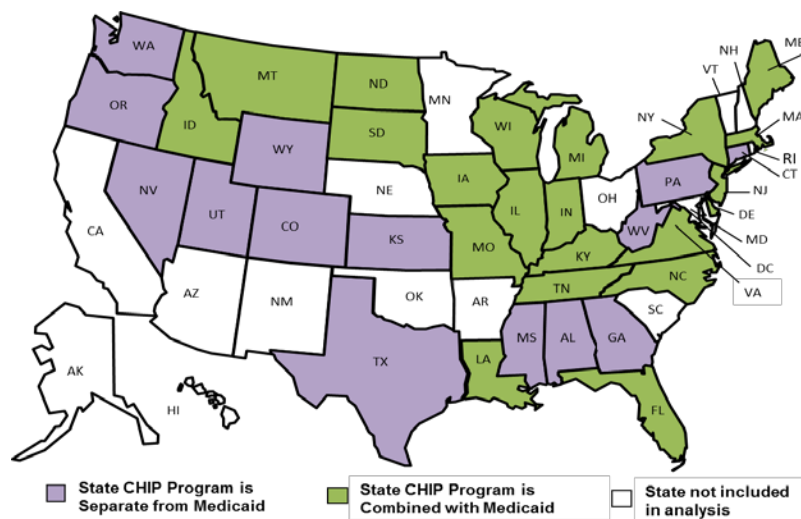 WA
MT
ND
MN
VT
NH
ME
OR
ID
SD
WI
NY
MA
WY
MI
RI
CT
NV
NE
IA
PA
NJ
UT
CO
IL
IN
OH
DE
CA
KS
MO
WV
MD
KY
DC
VA
AZ
NM
OK
AR
TN
NC
SC
TX
MS
AL
GA
LA
AK
HI
FL
State CHIP Program is
Separate from Medicaid
State CHIP Program is
Combined with Medicaid
State not included
in analysis